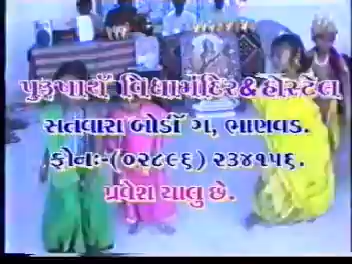 પુરૂષાર્થ વિદ્યામંદિર & હોસ્ટેલ
સતવારા બોર્ડીંગ, ભાણવડ.
ફોનઃ-(૦૨૮૯૬) ૨૩૪૧૫૬.
પ્રવેશ ચાલુ છે.